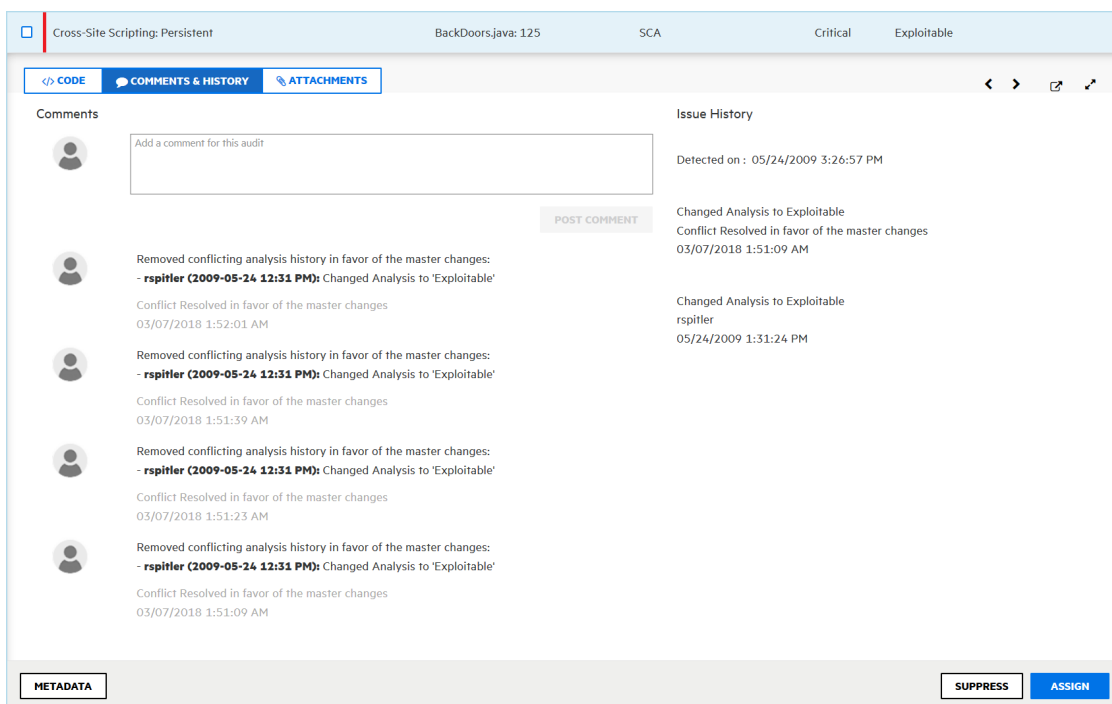 Cross-Site Scripting: Persistent BackDoors.java: 125 SCA Critical Exploitable
</> CODE COMMENTS & HISTORY ATTACHMENTS
Comments
Add a comment for this audit
POST COMMENT
Removed conflicting analysis history in favor of the master changes:
- rspitler (2009-05-24 12:31 PM): Changed Analysis to 'Exploitable'
Conflict Resolved in favor of the master changes
03/07/2018 1:52:01 AM
Removed conflicting analysis history in favor of the master changes:
- rspitler (2009-05-24 12:31 PM): Changed Analysis to 'Exploitable'
Conflict Resolved in favor of the master changes
03/07/2018 1:51:39 AM
Removed conflicting analysis history in favor of the master changes:
- rspitler (2009-05-24 12:31 PM): Changed Analysis to 'Exploitable'
Conflict Resolved in favor of the master changes
03/07/2018 1:51:23 AM
Removed conflicting analysis history in favor of the master changes:
- rspitler (2009-05-24 12:31 PM): Changed Analysis to 'Exploitable'
Conflict Resolved in favor of the master changes
03/07/2018 1:51:09 AM
Issue History
Detected on : 05/24/2009 3:26:57 PM
Changed Analysis to Exploitable
Conflict Resolved in favor of the master changes
03/07/2018 1:51:09 AM
Changed Analysis to Exploitable
rspitler
05/24/2009 1:31:24 PM
METADATA SUPPRESS ASSIGN